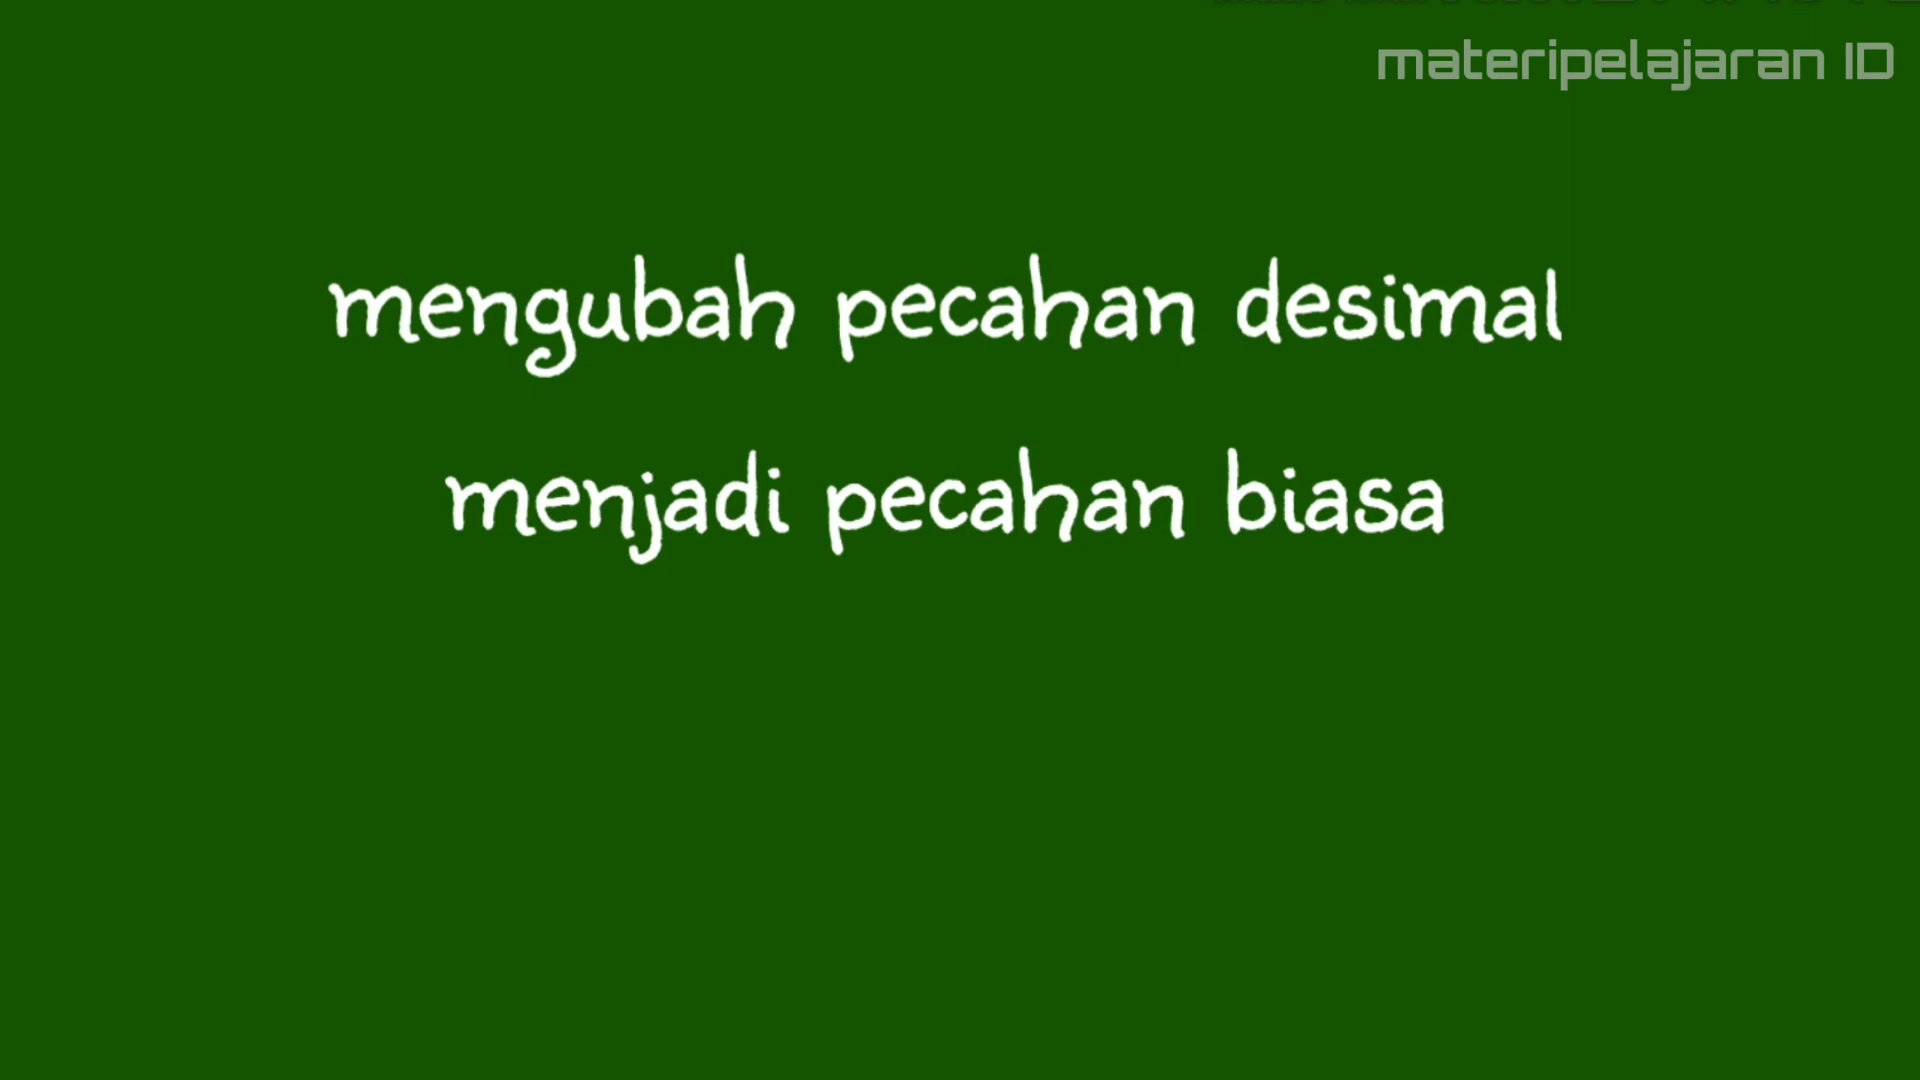 materipelajaran ID
mengubah pecahan desimal
menjadi pecahan biasa